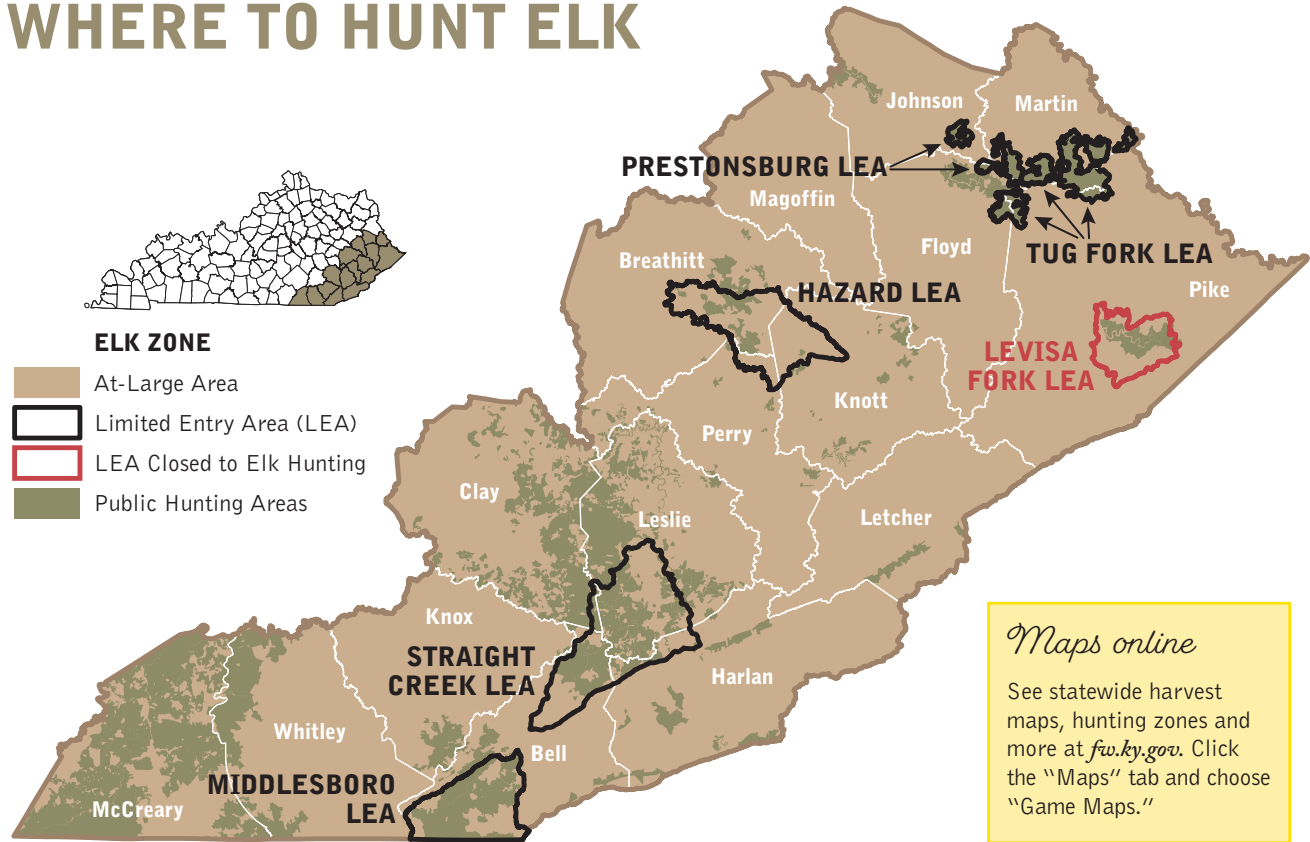 WHERE TO HUNT ELK
Johnson
Martin
PRESTONSBURG LEA
Magoffin
Floyd
TUG FORK LEA
Breathitt
HAZARD LEA
Pike
ELK ZONE
At-Large Area
Limited Entry Area (LEA)
LEA Closed to Elk Hunting
Public Hunting Areas
LEVISA
FORK LEA
Knott
Perry
Clay
Leslie
Letcher
Knox
STRAIGHT
CREEK LEA
Harlan
Whitley
Bell
MIDDLESBORO
LEA
McCreary
Maps online
See statewide harvest
maps, hunting zones and
more at fw.ky.gov. Click
the “Maps” tab and choose
“Game Maps.”